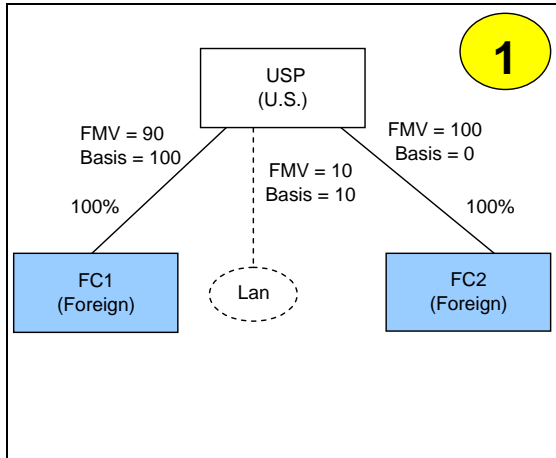 1
USP
(U.S.)
FMV = 90
Basis = 100
FMV = 10
Basis = 10
FMV = 100
Basis = 0
100%
100%
FC1
(Foreign)
Lan
FC2
(Foreign)